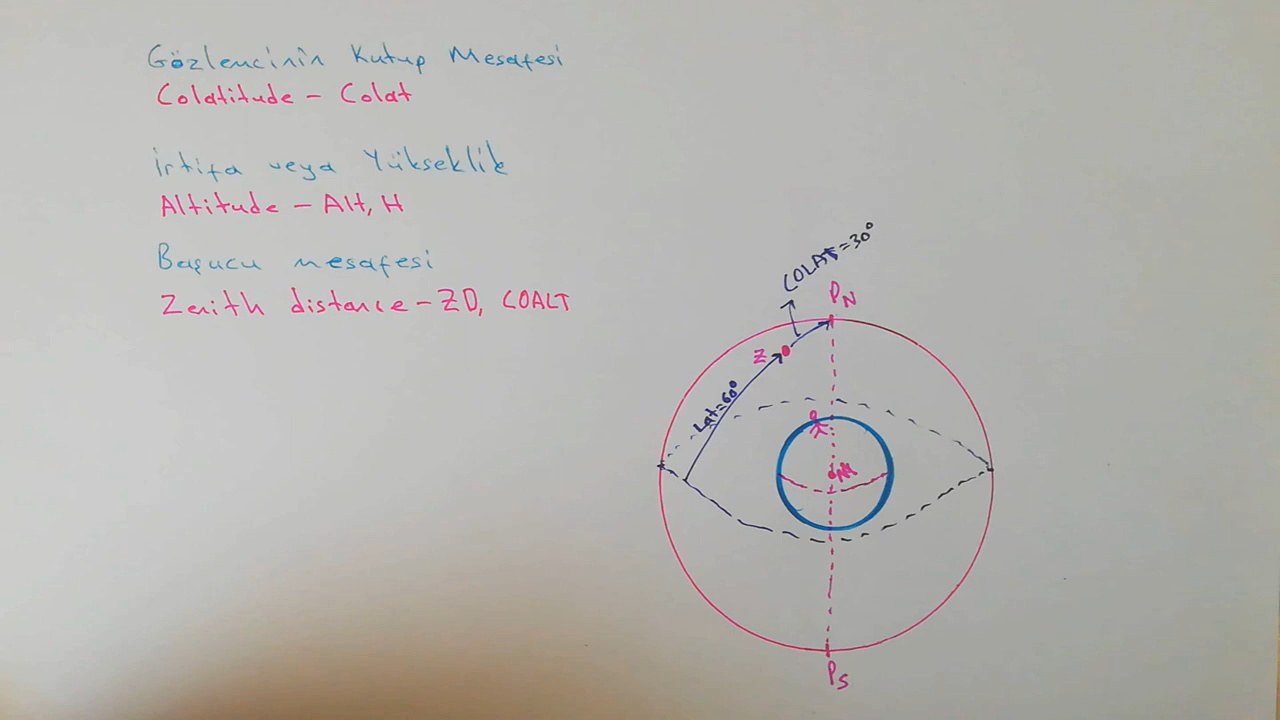 Gözlemcinin Kutup Mesafesi
Colatitude - Colat
İrtifa veya Yükseklik
Altitude - Alt, H
Başucu mesafesi
Zenith distance - ZD, COALT
COLAT=30°
PN
Z
Lat=60°
M
PS